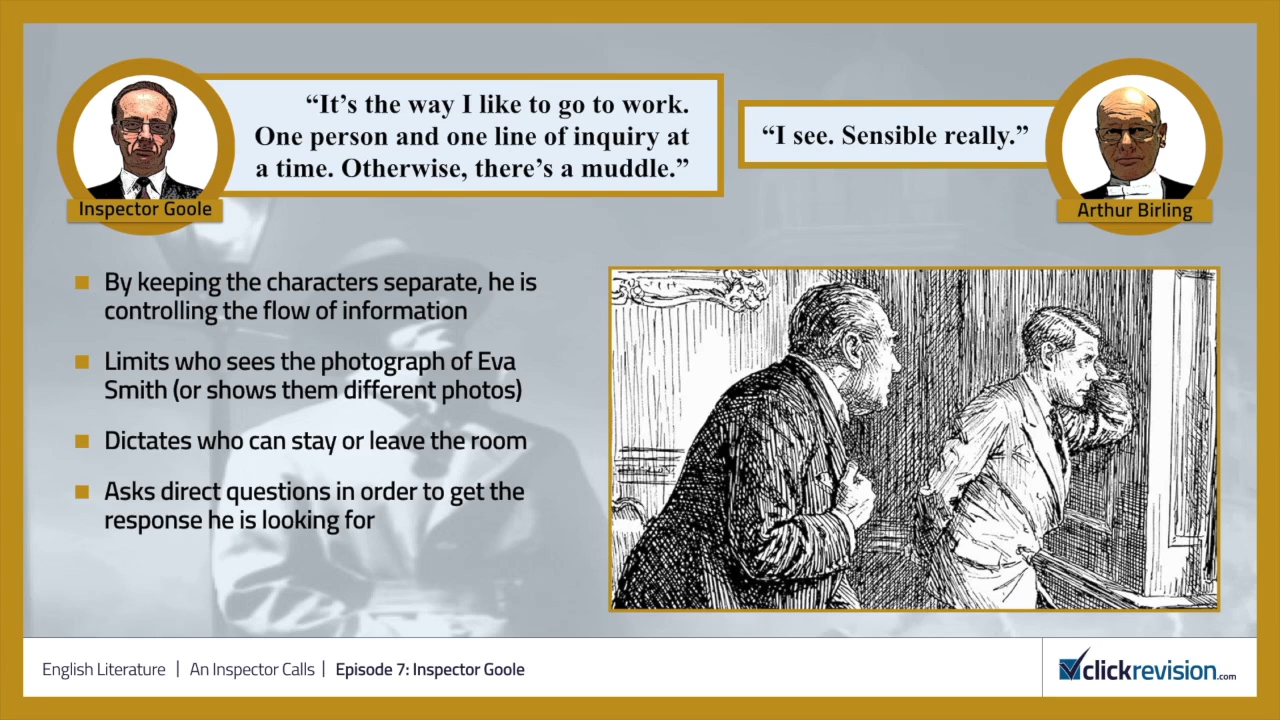 “It’s the way I like to go to work.
One person and one line of inquiry at
a time. Otherwise, there’s a muddle.”
Inspector Goole
“I see. Sensible really.”
Arthur Birling
By keeping the characters separate, he is
controlling the flow of information
Limits who sees the photograph of Eva
Smith (or shows them different photos)
Dictates who can stay or leave the room
Asks direct questions in order to get the
response he is looking for
English Literature | An Inspector Calls | Episode 7: Inspector Goole
clickrevision.com